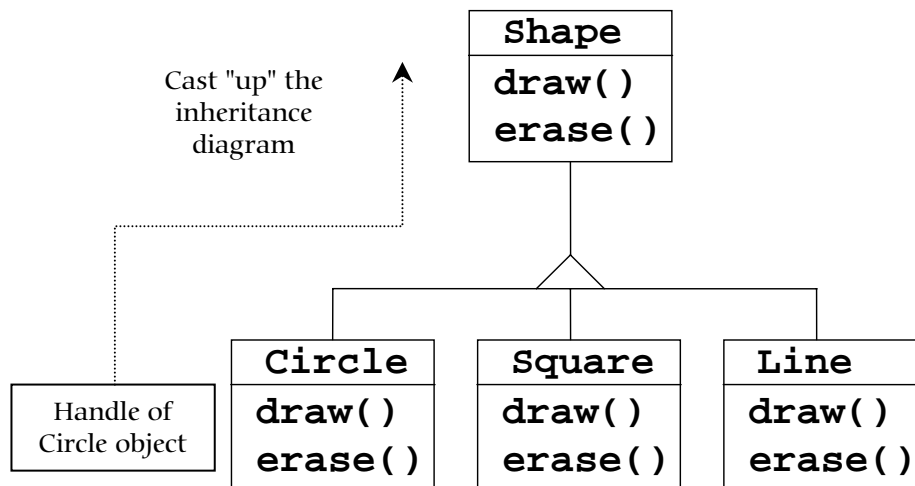 Shape
draw()
erase()
Cast "up" the
inheritance
diagram
Circle
draw()
erase()
Square
draw()
erase()
Line
draw()
erase()
Handle of
Circle object